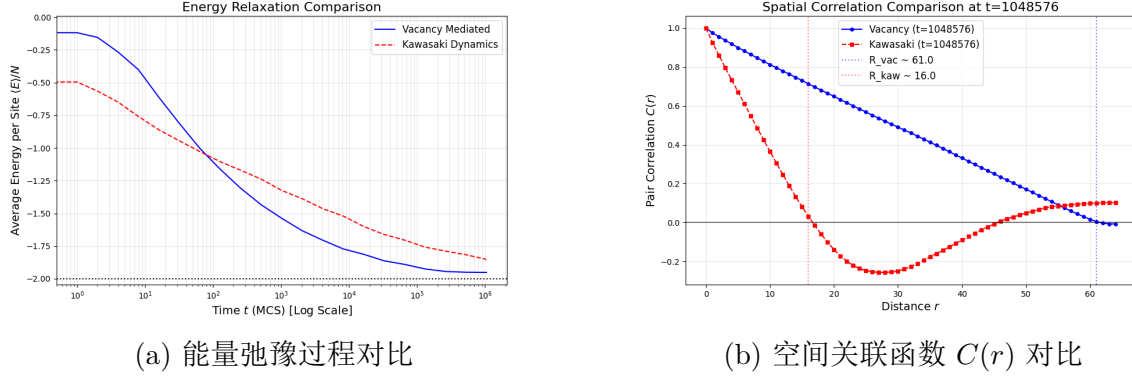 Energy Relaxation Comparison
Average Energy per Site ⟨E⟩/N
0.00
−0.25
−0.50
−0.75
−1.00
−1.25
−1.50
−1.75
−2.00
10⁰ 10¹ 10² 10³ 10⁴ 10⁵ 10⁶
Time t (MCS) [Log Scale]
Vacancy Mediated
Kawasaki Dynamics
(a) 能量弛豫过程对比
Spatial Correlation Comparison at t=1048576
Pair Correlation C(r)
1.0
0.8
0.6
0.4
0.2
0.0
−0.2
0 10 20 30 40 50 60
Distance r
Vacancy (t=1048576)
Kawasaki (t=1048576)
R_vac ~ 61.0
R_kaw ~ 16.0
(b) 空间关联函数 C(r) 对比